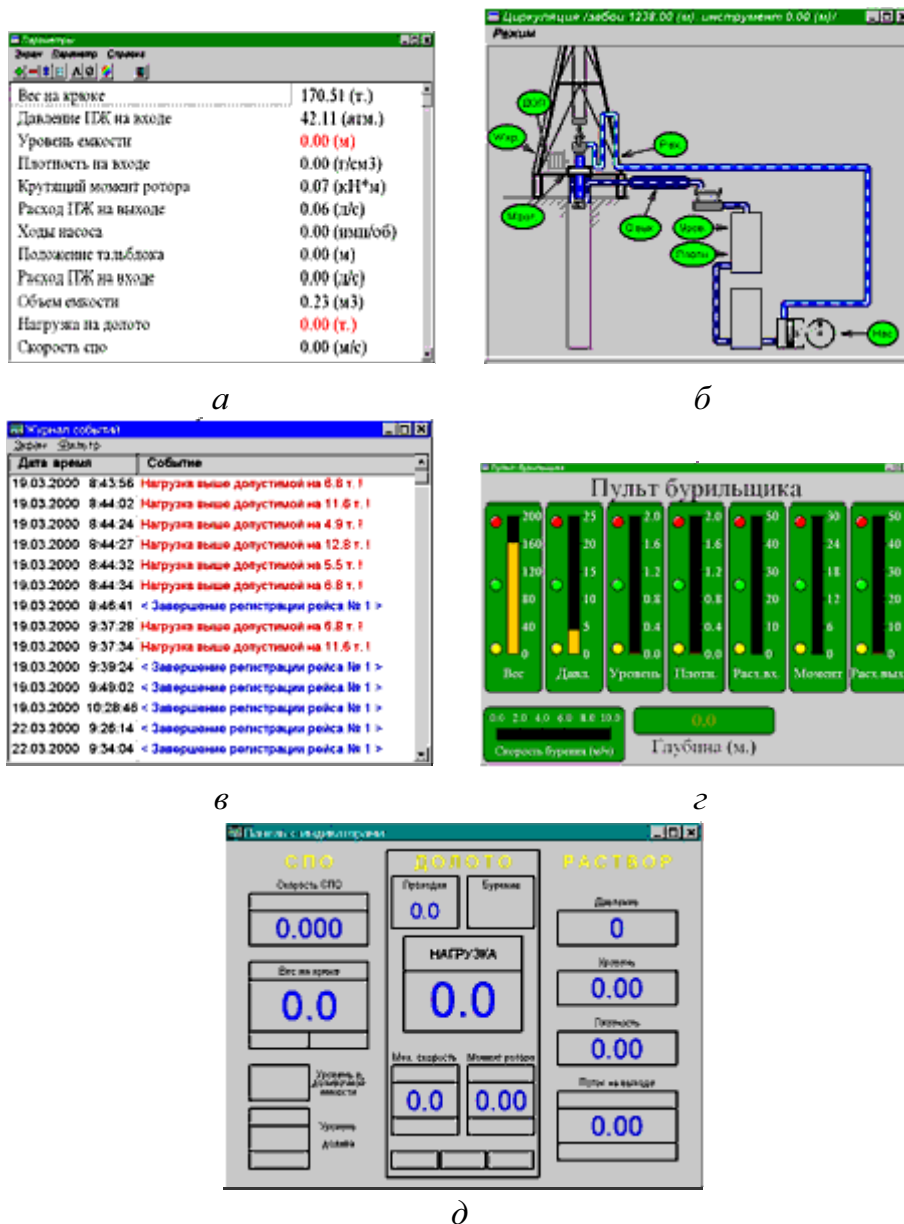 Параметры
Экран Параметр Справка
Вес на крюке 170.51 (т.)
Давление ПЖ на входе 42.11 (атм.)
Уровень емкости 0.00 (м)
Плотность на входе 0.00 (г/см3)
Крутящий момент ротора 0.07 (кН*м)
Расход ПЖ на выходе 0.06 (л/с)
Ходы насоса 0.00 (имп/об)
Положение тальблока 0.00 (м)
Расход ПЖ на входе 0.00 (л/с)
Объем емкости 0.23 (м3)
Нагрузка на долото 0.00 (т.)
Скорость спо 0.00 (м/с)
а
Циркуляция /забой 1238.00 (м) инструмент 0.00 (м)/
Режим
Рвх.
Qвых
Уров.
Плотн
Нас
б
Журнал событий
Экран Фильтр
Дата время Событие
19.03.2000 8:43:56 Нагрузка выше допустимой на 6.8 т. !
19.03.2000 8:44:02 Нагрузка выше допустимой на 11.6 т. !
19.03.2000 8:44:24 Нагрузка выше допустимой на 4.9 т. !
19.03.2000 8:44:27 Нагрузка выше допустимой на 12.8 т. !
19.03.2000 8:44:32 Нагрузка выше допустимой на 5.5 т. !
19.03.2000 8:44:34 Нагрузка выше допустимой на 6.8 т. !
19.03.2000 8:46:41 < Завершение регистрации рейса № 1 >
19.03.2000 9:37:28 Нагрузка выше допустимой на 6.8 т. !
19.03.2000 9:37:34 Нагрузка выше допустимой на 11.6 т. !
19.03.2000 9:39:24 < Завершение регистрации рейса № 1 >
19.03.2000 9:49:02 < Завершение регистрации рейса № 1 >
19.03.2000 10:28:46 < Завершение регистрации рейса № 1 >
22.03.2000 9:26:14 < Завершение регистрации рейса № 1 >
22.03.2000 9:34:04 < Завершение регистрации рейса № 1 >
в
Пульт бурильщика
Пульт бурильщика
200 25 2.0 2.0 50 30 50
160 20 1.6 1.6 40 24 40
120 15 1.2 1.2 30 18 30
80 10 0.8 0.8 20 12 20
40 5 0.4 0.4 10 6 10
0 0 0.0 0.0 0 0 0
Вес Давл. Уровень Плотн. Расх.вх. Момент Расх.вых
0.0 2.0 4.0 6.0 8.0 10.0
Скорость бурения (м/ч)
0.0
Глубина (м.)
г
Панель с индикаторами
СПО ДОЛОТО РАСТВОР
Скорость СПО
0.000
Вес на крюке
0.0
Уровень в
доливочной
емкости
Уровень
долива
Проходка
0.0
Бурение
НАГРУЗКА
0.0
Мех. скорость
0.0
Момент ротора
0.00
Давление
0
Уровень
0.00
Плотность
0.00
Поток на выходе
0.00
д